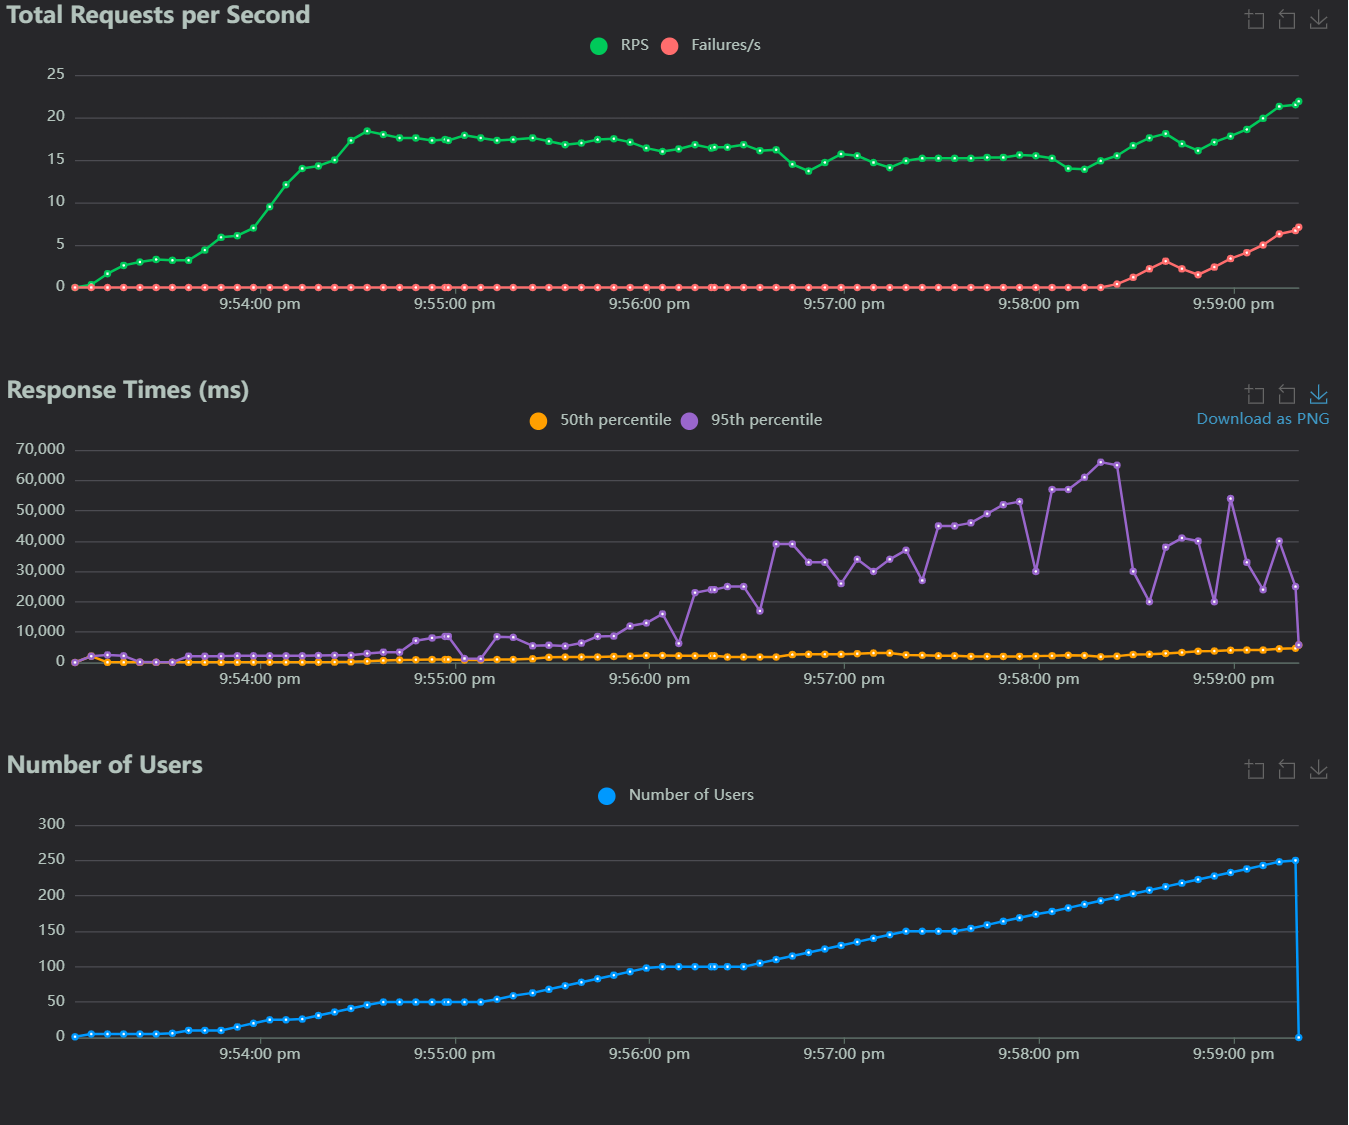 Total Requests per Second
RPS Failures/s
25
20
15
10
5
0
9:54:00 pm 9:55:00 pm 9:56:00 pm 9:57:00 pm 9:58:00 pm 9:59:00 pm
Response Times (ms)
50th percentile 95th percentile
Download as PNG
70,000
60,000
50,000
40,000
30,000
20,000
10,000
0
9:54:00 pm 9:55:00 pm 9:56:00 pm 9:57:00 pm 9:58:00 pm 9:59:00 pm
Number of Users
Number of Users
300
250
200
150
100
50
0
9:54:00 pm 9:55:00 pm 9:56:00 pm 9:57:00 pm 9:58:00 pm 9:59:00 pm